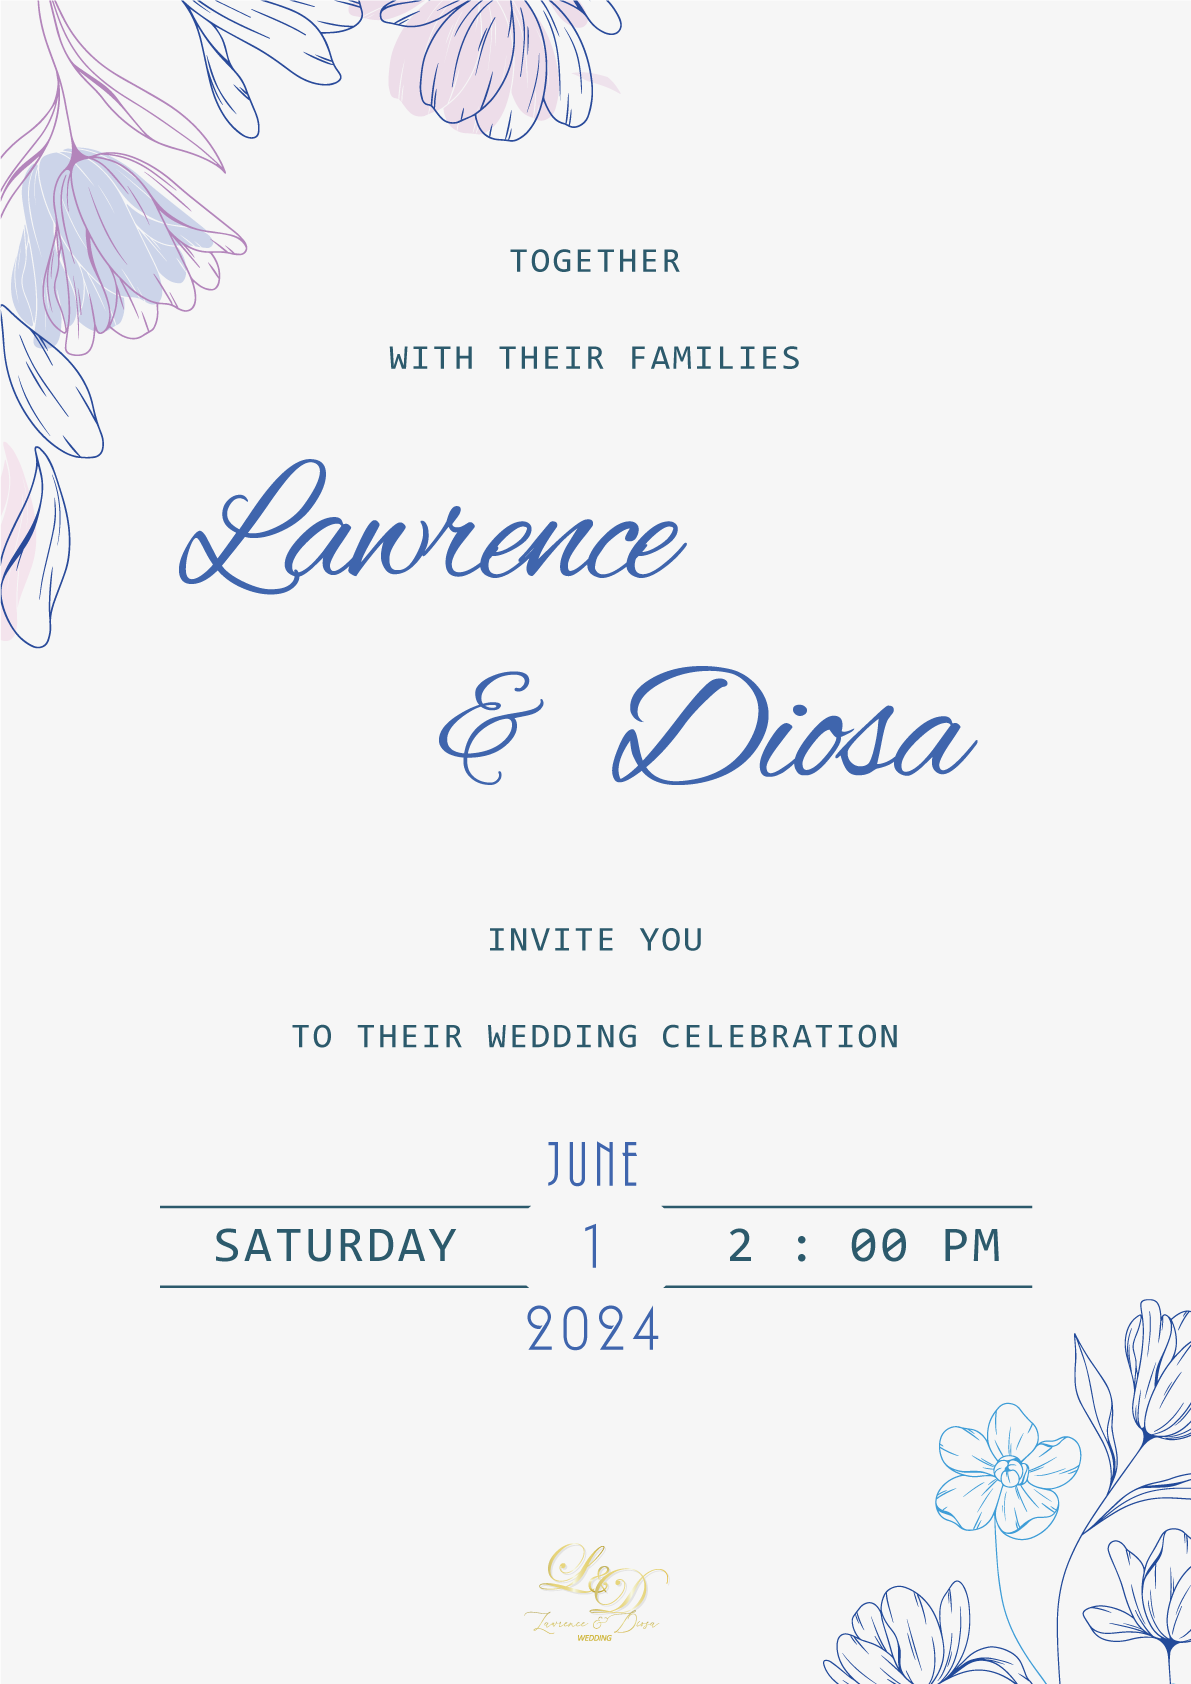 TOGETHER
WITH THEIR FAMILIES
Lawrence
& Diosa
INVITE YOU
TO THEIR WEDDING CELEBRATION
JUNE
SATURDAY 1 2 : 00 PM
2024
L&D
Lawrence & Diosa
WEDDING